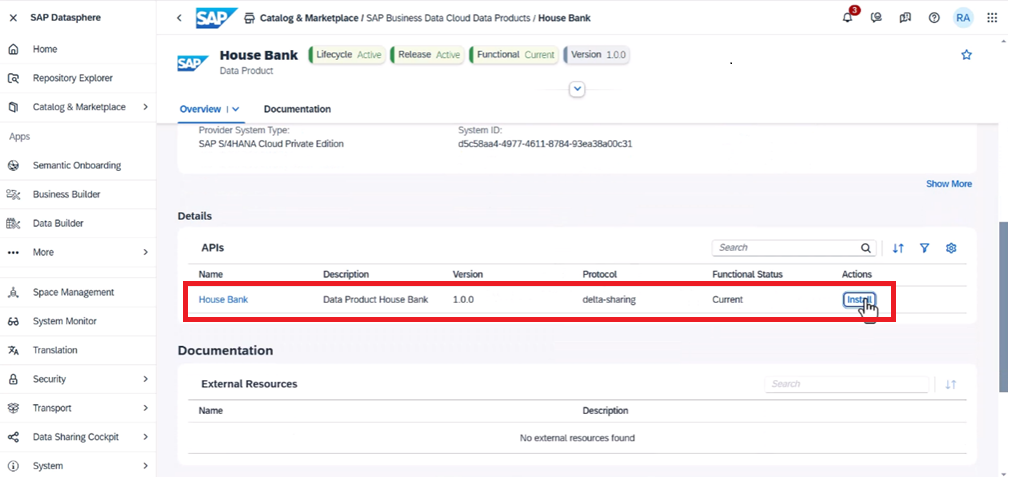 SAP Datasphere
SAP Catalog & Marketplace / SAP Business Data Cloud Data Products / House Bank
3
RA
Home
Repository Explorer
Catalog & Marketplace
Apps
Semantic Onboarding
Business Builder
Data Builder
More
Space Management
System Monitor
Translation
Security
Transport
Data Sharing Cockpit
System
SAP House Bank Lifecycle Active Release Active Functional Current Version 1.0.0
Data Product
Overview Documentation
Provider System Type: System ID:
SAP S/4HANA Cloud Private Edition d5c58aa4-4977-4611-8784-93ea38a00c31
Show More
Details
APIs Search
Name Description Version Protocol Functional Status Actions
House Bank Data Product House Bank 1.0.0 delta-sharing Current Install
Documentation
External Resources Search
Name Description
No external resources found